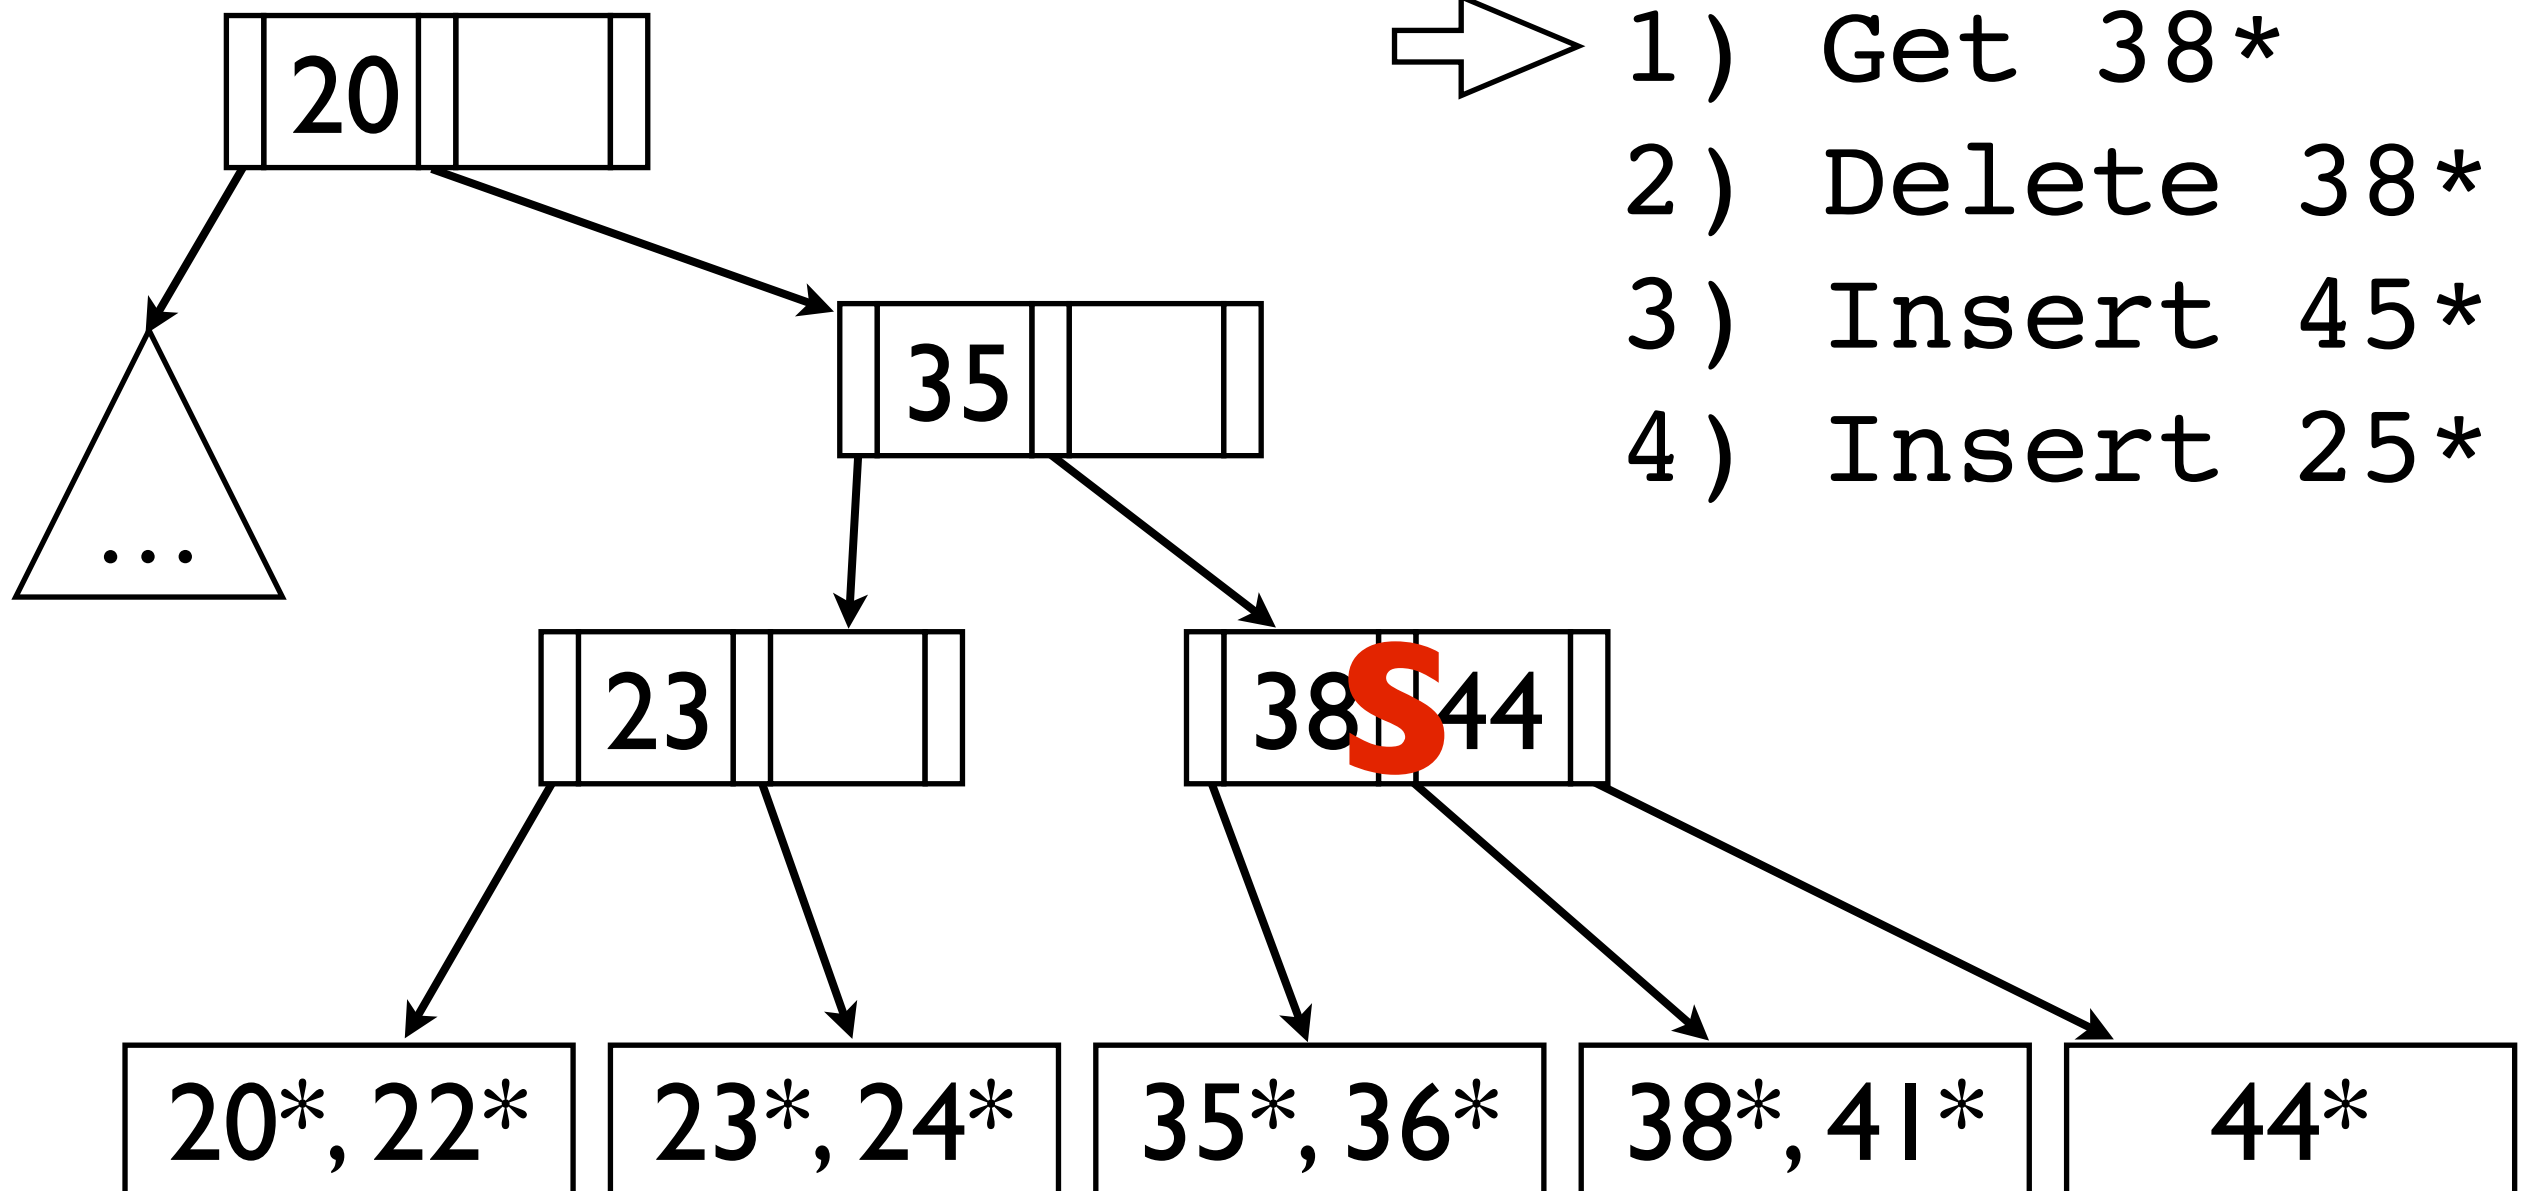 20
1) Get 38*
2) Delete 38*
3) Insert 45*
4) Insert 25*
35
...
23
38 S 44
20*, 22*
23*, 24*
35*, 36*
38*, 41*
44*